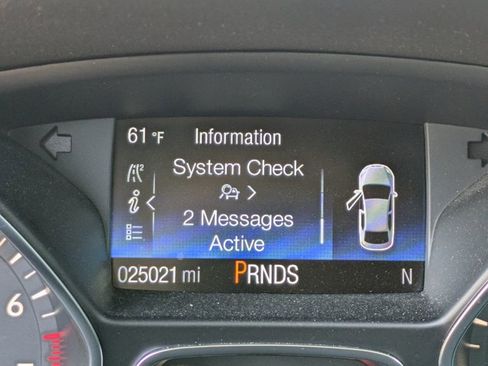 61 °F Information
System Check
2 Messages
Active
025021 mi PRNDS N
6